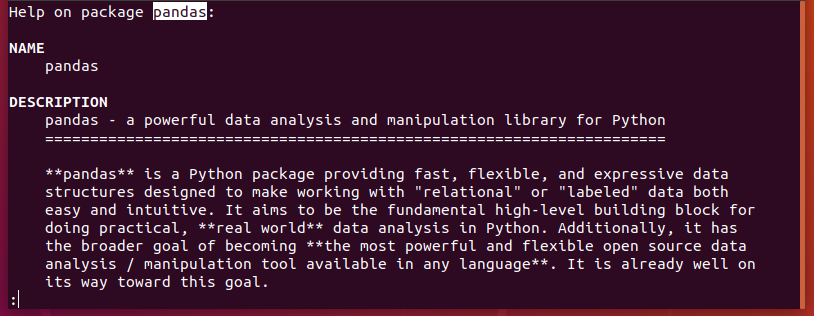 Help on package pandas:
NAME
pandas
DESCRIPTION
pandas - a powerful data analysis and manipulation library for Python
=====================================================================
**pandas** is a Python package providing fast, flexible, and expressive data
structures designed to make working with "relational" or "labeled" data both
easy and intuitive. It aims to be the fundamental high-level building block for
doing practical, **real world** data analysis in Python. Additionally, it has
the broader goal of becoming **the most powerful and flexible open source data
analysis / manipulation tool available in any language**. It is already well on
its way toward this goal.
: